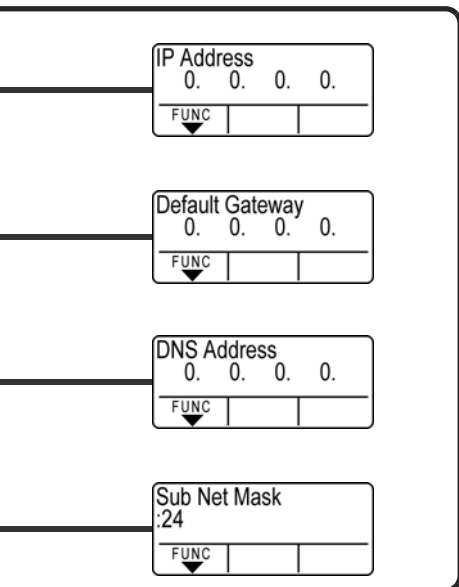 IP Address
0. 0. 0. 0.
FUNC
Default Gateway
0. 0. 0. 0.
FUNC
DNS Address
0. 0. 0. 0.
FUNC
Sub Net Mask
:24
FUNC